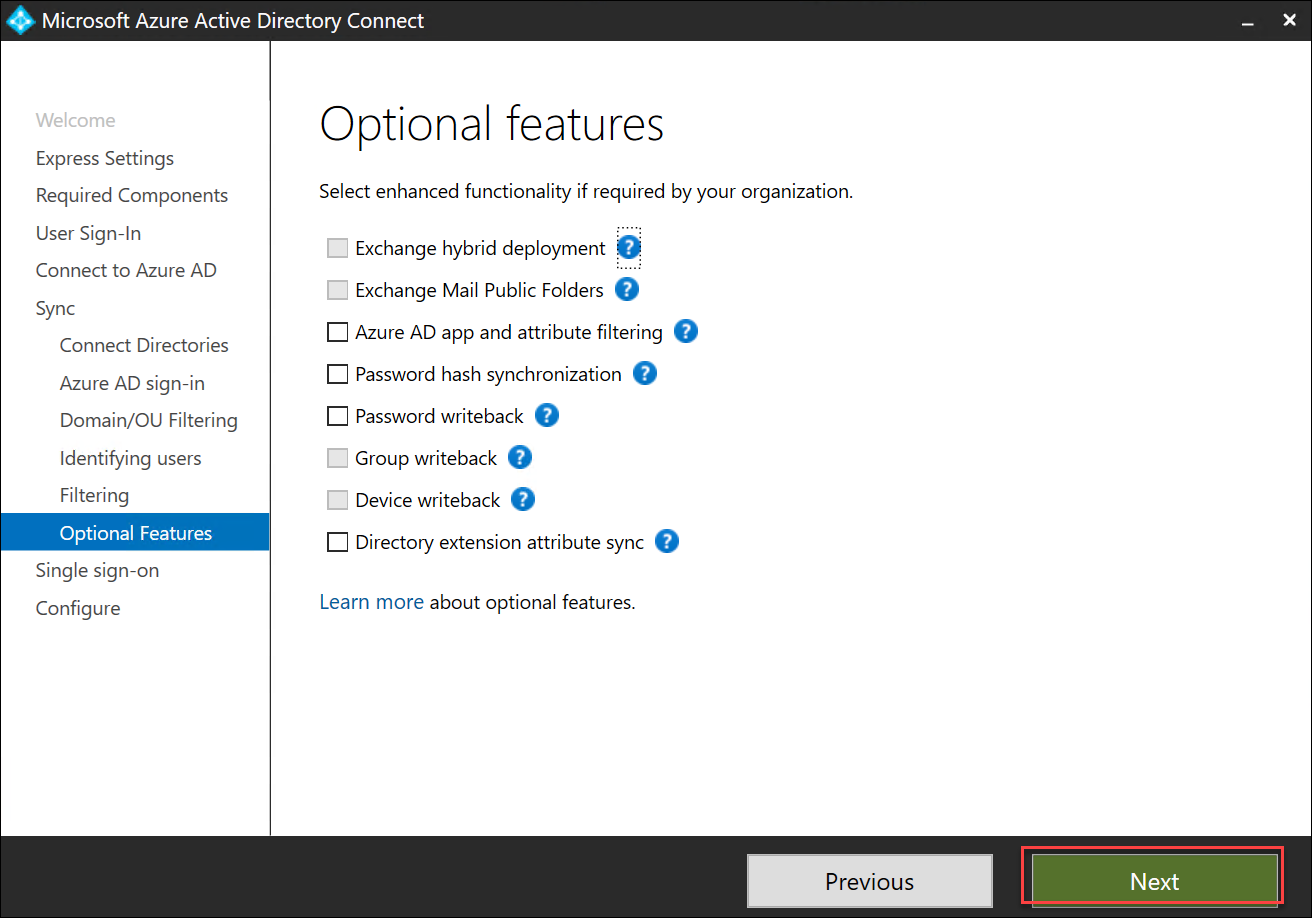 Microsoft Azure Active Directory Connect
Welcome
Express Settings
Required Components
User Sign-In
Connect to Azure AD
Sync
Connect Directories
Azure AD sign-in
Domain/OU Filtering
Identifying users
Filtering
Optional Features
Single sign-on
Configure
Optional features
Select enhanced functionality if required by your organization.
Exchange hybrid deployment ?
Exchange Mail Public Folders ?
Azure AD app and attribute filtering ?
Password hash synchronization ?
Password writeback ?
Group writeback ?
Device writeback ?
Directory extension attribute sync ?
Learn more about optional features.
Previous
Next